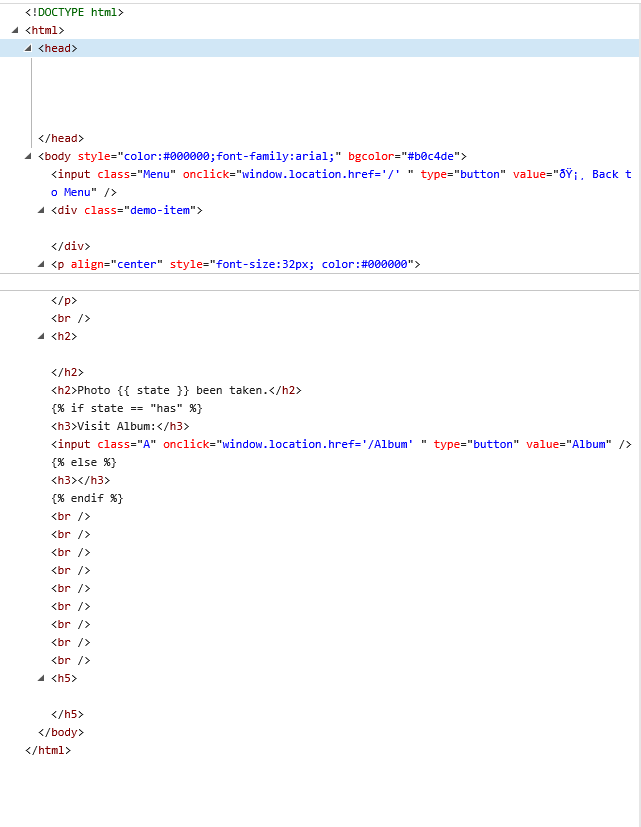 <!DOCTYPE html>
<html>
<head>
</head>
<body style="color:#000000;font-family:arial;" bgcolor="#b0c4de">
<input class="Menu" onclick="window.location.href='/' " type="button" value="ðŸ¡¸ Back t
o Menu" />
<div class="demo-item">
</div>
<p align="center" style="font-size:32px; color:#000000">
</p>
<br />
<h2>
</h2>
<h2>Photo {{ state }} been taken.</h2>
{% if state == "has" %}
<h3>Visit Album:</h3>
<input class="A" onclick="window.location.href='/Album' " type="button" value="Album" />
{% else %}
<h3></h3>
{% endif %}
<br />
<br />
<br />
<br />
<br />
<br />
<br />
<br />
<br />
<h5>
</h5>
</body>
</html>